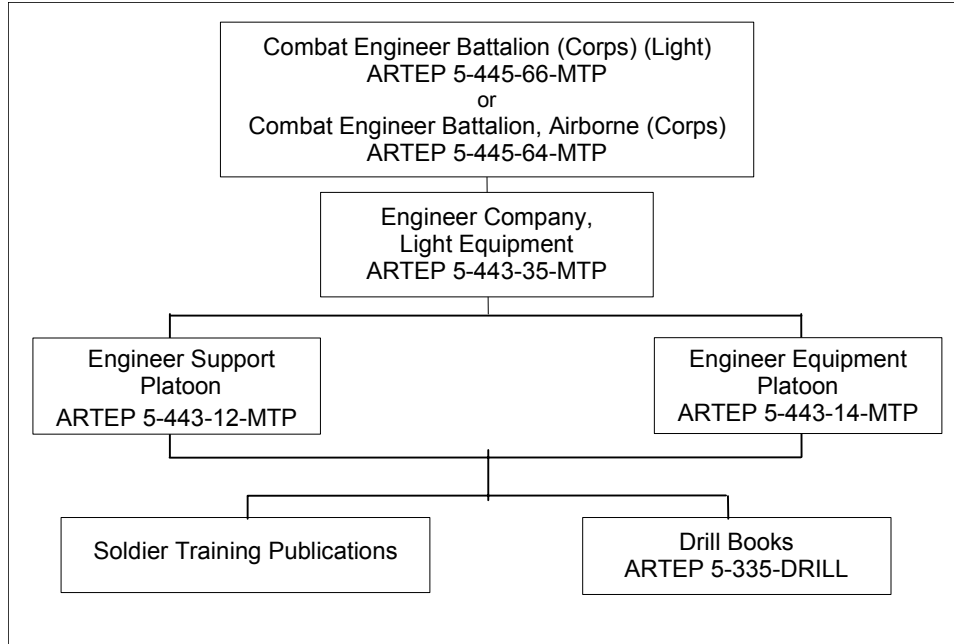 Combat Engineer Battalion (Corps) (Light)
ARTEP 5-445-66-MTP
or
Combat Engineer Battalion, Airborne (Corps)
ARTEP 5-445-64-MTP
Engineer Company,
Light Equipment
ARTEP 5-443-35-MTP
Engineer Support
Platoon
ARTEP 5-443-12-MTP
Engineer Equipment
Platoon
ARTEP 5-443-14-MTP
Soldier Training Publications
Drill Books
ARTEP 5-335-DRILL